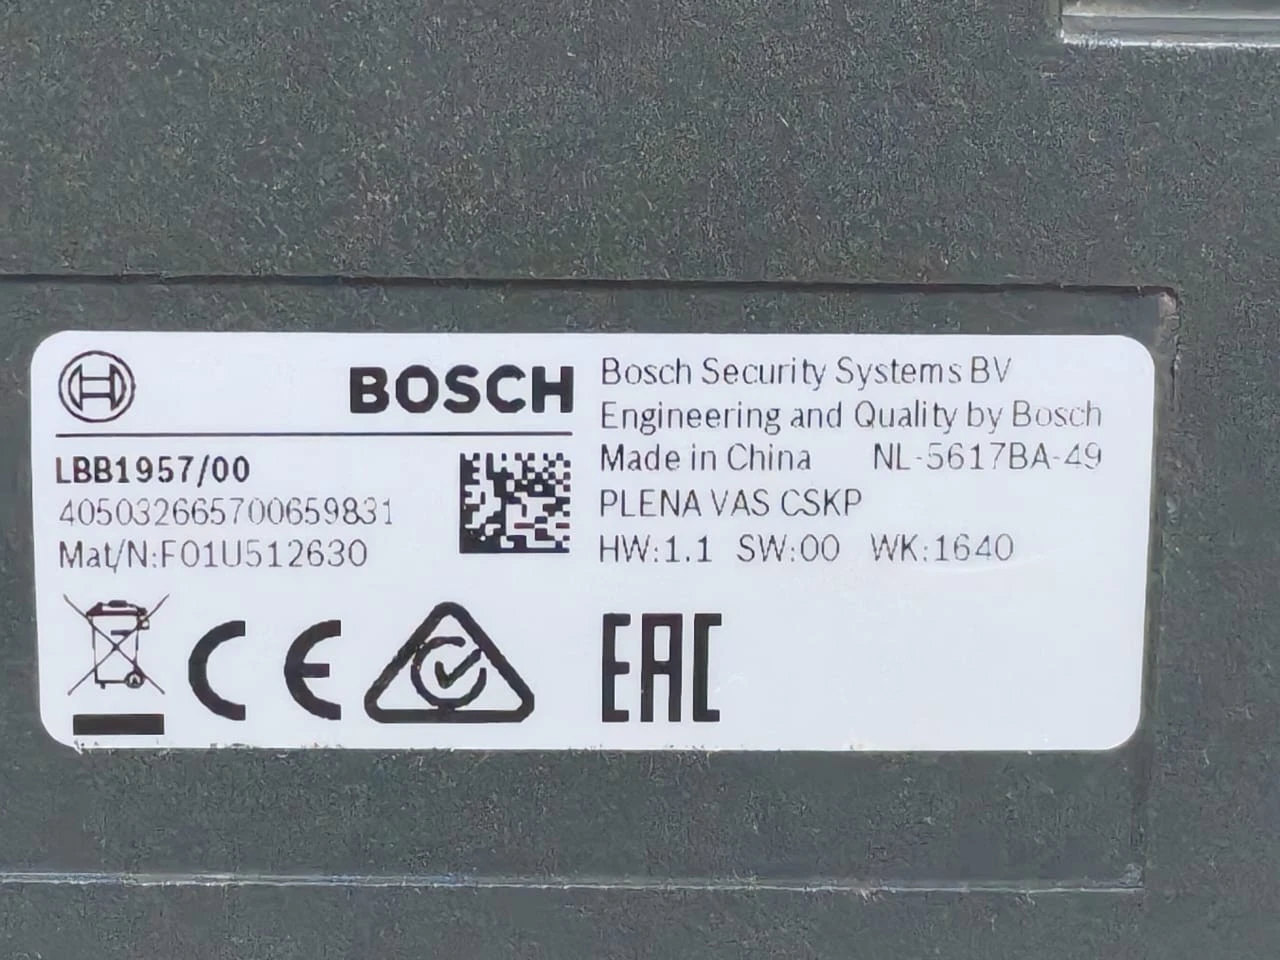 BOSCH
LBB1957/00
405032665700659831
Mat/N:F01U512630
Bosch Security Systems BV
Engineering and Quality by Bosch
Made in China NL-5617BA-49
PLENA VAS CSKP
HW:1.1 SW:00 WK:1640
CE
EAC